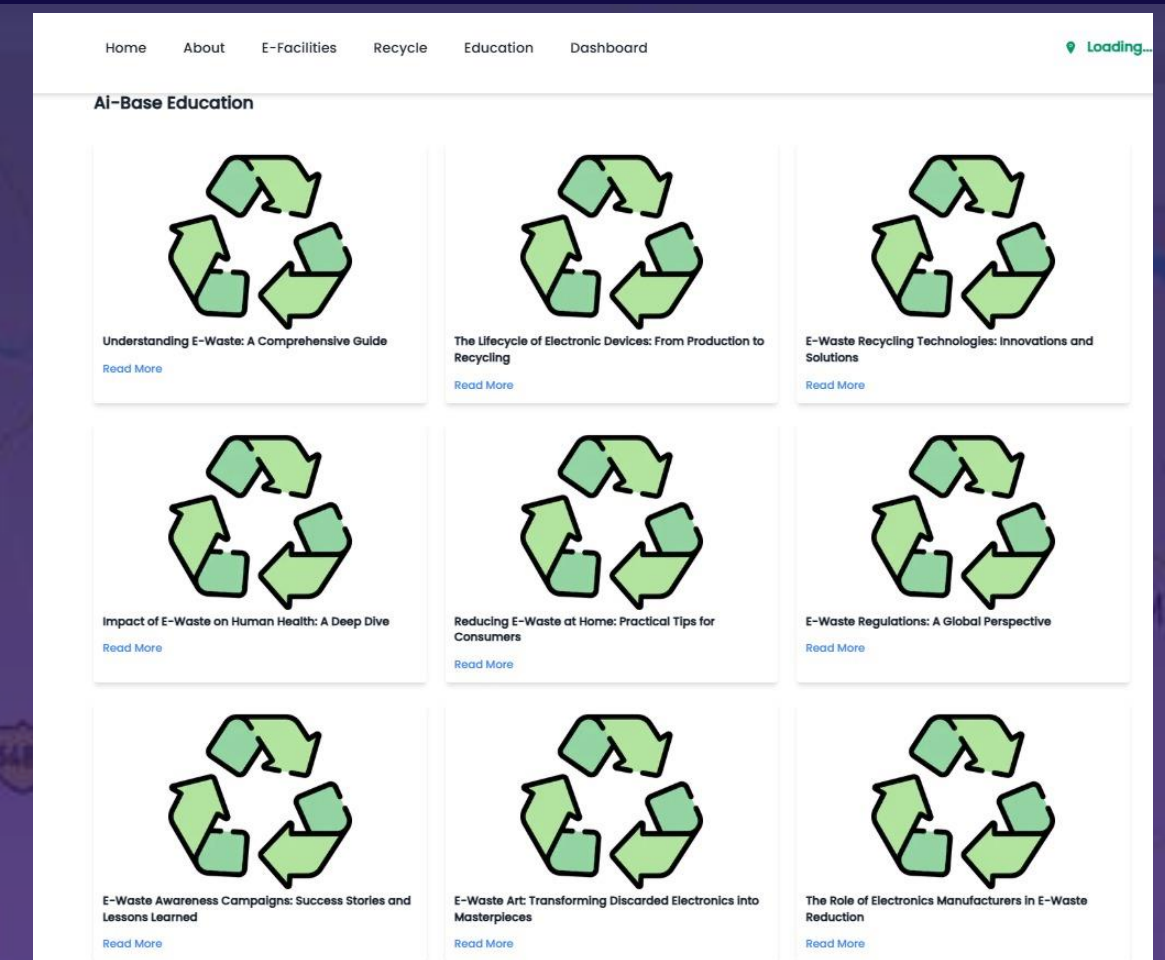 Home About E-Facilities Recycle Education Dashboard Loading...
Ai-Base Education
Understanding E-Waste: A Comprehensive Guide
Read More
The Lifecycle of Electronic Devices: From Production to
Recycling
Read More
E-Waste Recycling Technologies: Innovations and
Solutions
Read More
Impact of E-Waste on Human Health: A Deep Dive
Read More
Reducing E-Waste at Home: Practical Tips for
Consumers
Read More
E-Waste Regulations: A Global Perspective
Read More
E-Waste Awareness Campaigns: Success Stories and
Lessons Learned
Read More
E-Waste Art: Transforming Discarded Electronics into
Masterpieces
Read More
The Role of Electronics Manufacturers in E-Waste
Reduction
Read More